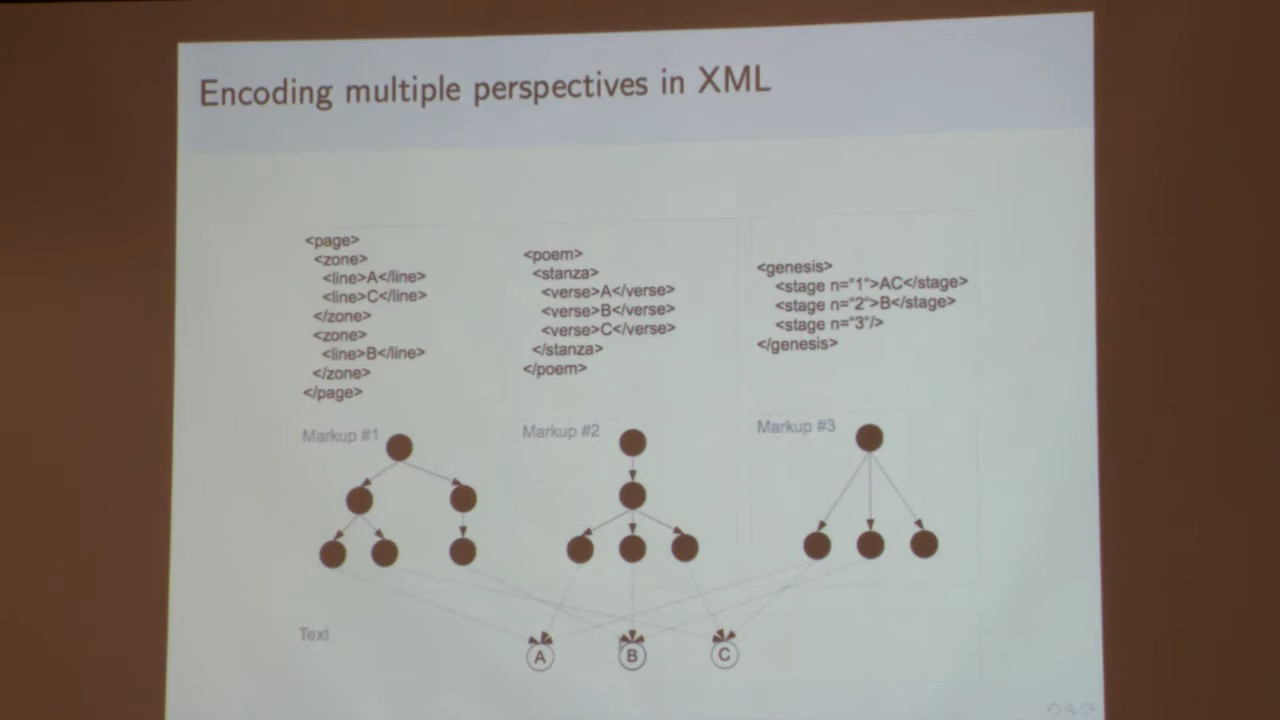 Encoding multiple perspectives in XML
<page>
<zone>
<line>A</line>
<line>C</line>
</zone>
<zone>
<line>B</line>
</zone>
</page>
<poem>
<stanza>
<verse>A</verse>
<verse>B</verse>
<verse>C</verse>
</stanza>
</poem>
<genesis>
<stage n="1">AC</stage>
<stage n="2">B</stage>
<stage n="3"/>
</genesis>
Markup #1
Markup #2
Markup #3
Text
A
B
C